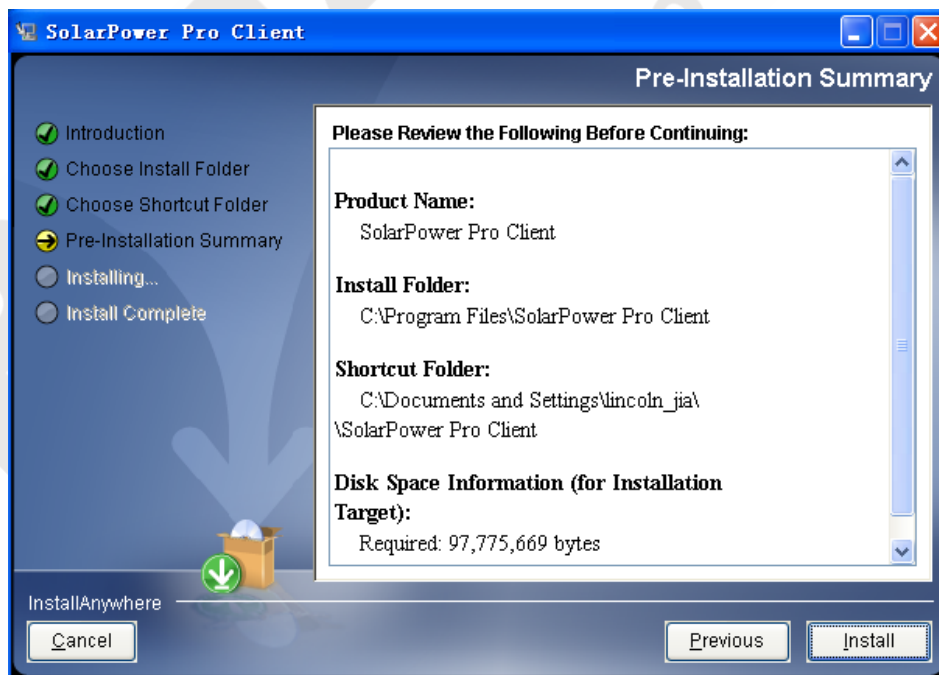 SolarPower Pro Client
Pre-Installation Summary
Introduction
Choose Install Folder
Choose Shortcut Folder
Pre-Installation Summary
Installing...
Install Complete
Please Review the Following Before Continuing:
Product Name:
SolarPower Pro Client
Install Folder:
C:\Program Files\SolarPower Pro Client
Shortcut Folder:
C:\Documents and Settings\lincoln_jia\
\SolarPower Pro Client
Disk Space Information (for Installation
Target):
Required: 97,775,669 bytes
InstallAnywhere
Cancel
Previous
Install